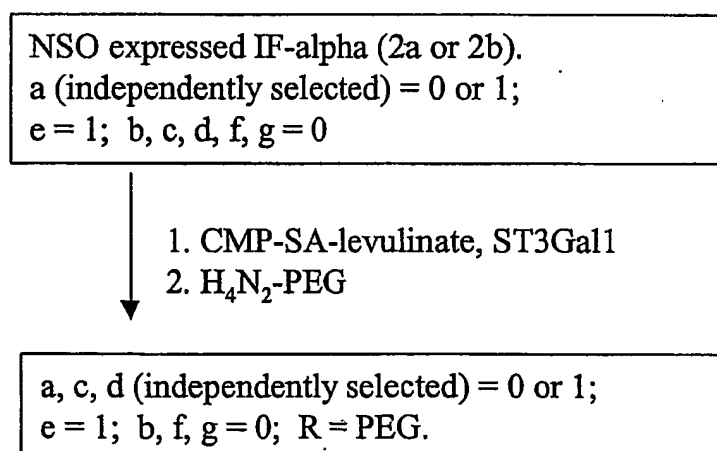 NSO expressed IF-alpha (2a or 2b).
a (independently selected) = 0 or 1;
e = 1; b, c, d, f, g = 0
1. CMP-SA-levulinate, ST3Gal1
2. H₄N₂-PEG
a, c, d (independently selected) = 0 or 1;
e = 1; b, f, g = 0; R = PEG.